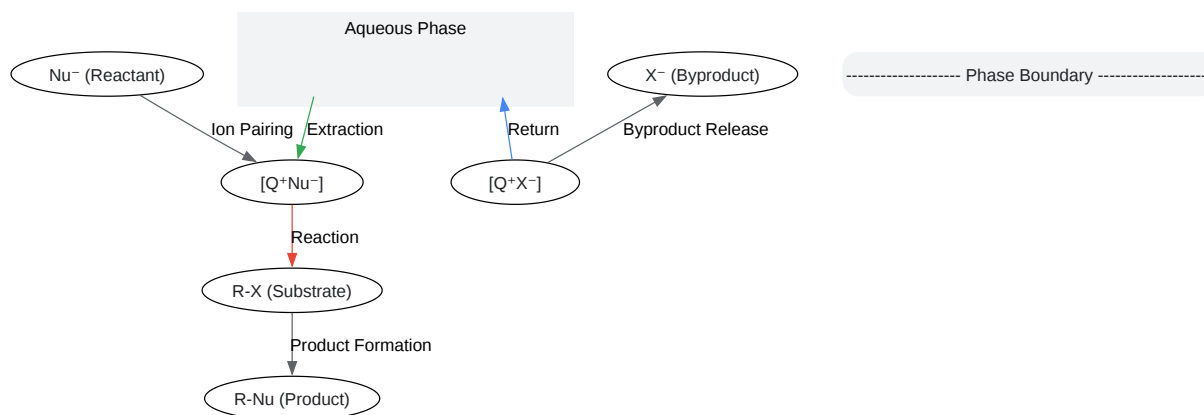 Aqueous Phase
Nu⁻ (Reactant)
X⁻ (Byproduct)
-------------------- Phase Boundary -------------------
Ion Pairing
Extraction
Return
Byproduct Release
[Q⁺Nu⁻]
[Q⁺X⁻]
Reaction
R-X (Substrate)
Product Formation
R-Nu (Product)